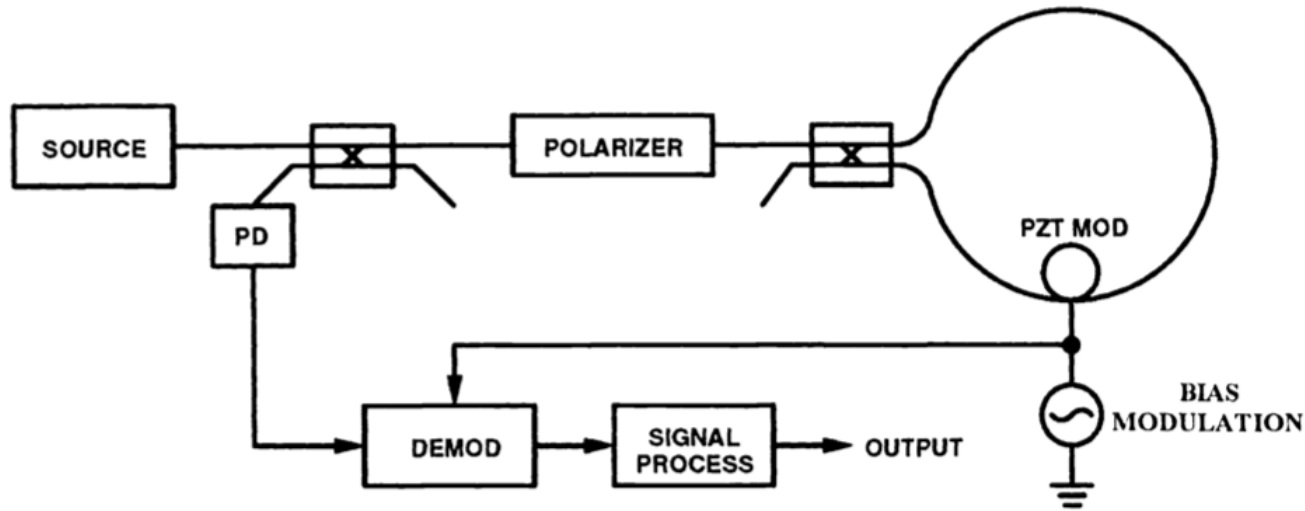 SOURCE
POLARIZER
PD
PZT MOD
BIAS
MODULATION
DEMOD
SIGNAL
PROCESS
OUTPUT